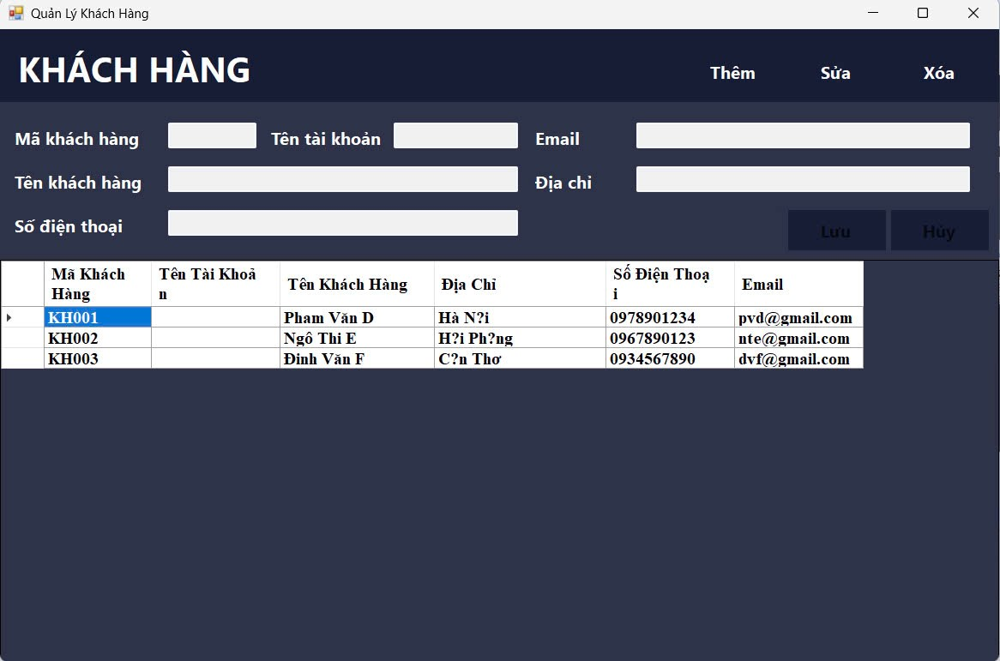 Quản Lý Khách Hàng
KHÁCH HÀNG
Thêm Sửa Xóa
Mã khách hàng Tên tài khoản Email
Tên khách hàng Địa chỉ
Số điện thoại
Lưu Hủy
Mã Khách Hàng Tên Tài Khoản Tên Khách Hàng Địa Chỉ Số Điện Thoại Email
KH001 Pham Văn D Hà N?i 0978901234 pvd@gmail.com
KH002 Ngô Thi E H?i Ph?ng 0967890123 nte@gmail.com
KH003 Đinh Văn F C?n Thơ 0934567890 dvf@gmail.com